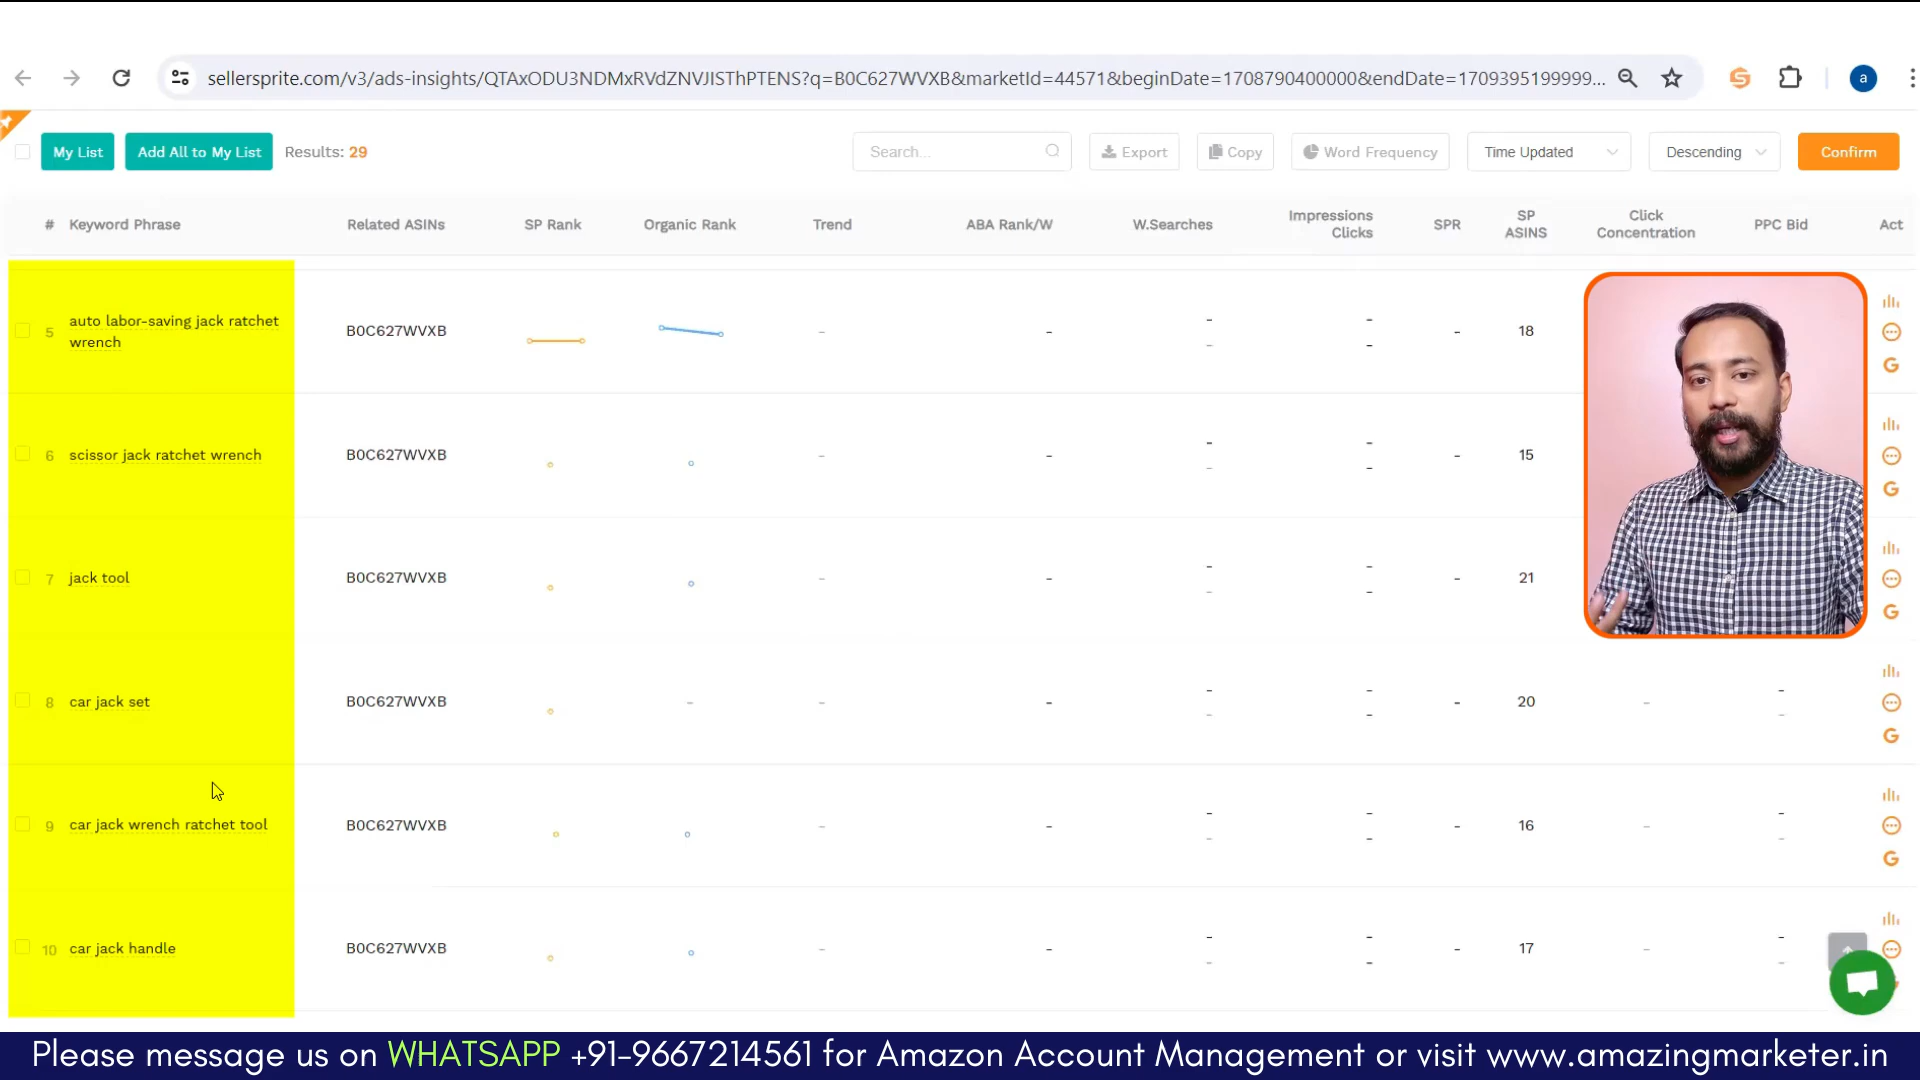 sellersprite.com/v3/ads-insights/QTAxODU3NDMxRVdZNVJISThPTENS?q=B0C627WVXB&marketId=44571&beginDate=1708790400000&endDate=1709395199999...
a
My List
Add All to My List
Results: 29
Search...
Export
Copy
Word Frequency
Time Updated
Descending
Confirm
# Keyword Phrase Related ASINs SP Rank Organic Rank Trend ABA Rank/W W.Searches Impressions Clicks SPR SP ASINS Click Concentration PPC Bid Act
5 auto labor-saving jack ratchet wrench B0C627WVXB - - - - - - - 18
6 scissor jack ratchet wrench B0C627WVXB - - - - - - - 15
7 jack tool B0C627WVXB - - - - - - - 21
8 car jack set B0C627WVXB - - - - - - - - 20 - - -
9 car jack wrench ratchet tool B0C627WVXB - - - - - - - 16 - - -
10 car jack handle B0C627WVXB - - - - - - - 17 - - -
Please message us on WHATSAPP +91-9667214561 for Amazon Account Management or visit www.amazingmarketer.in